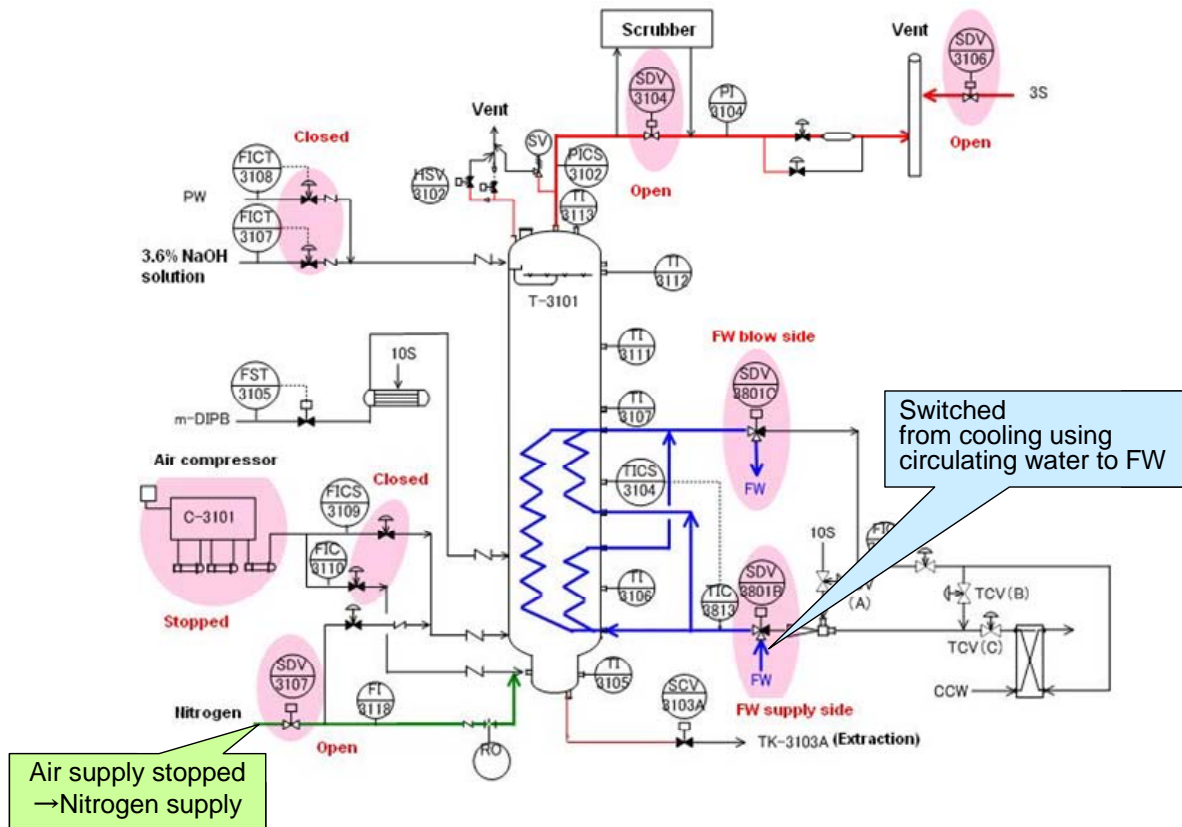 Scrubber
Vent
SDV
3106
3S
Open
SDV
3104
PI
3104
Open
Vent
SV
HSV
3102
PICS
3102
TI
3113
Closed
FICT
3108
PW
FICT
3107
3.6% NaOH
solution
T-3101
TI
3112
TI
3111
FW blow side
SDV
3801C
FW
TI
3107
10S
FST
3105
m-DIPB
Switched
from cooling using
circulating water to FW
Air compressor
C-3101
Stopped
Closed
FICS
3109
FIC
3110
TICS
3104
TI
3106
TIC
3813
SDV
3801B
FW
FW supply side
10S
(A)
TCV(B)
TCV(C)
CCW
SDV
3107
Nitrogen
Open
FI
3118
RO
TI
3105
SCV
3103A
TK-3103A (Extraction)
Air supply stopped
→Nitrogen supply